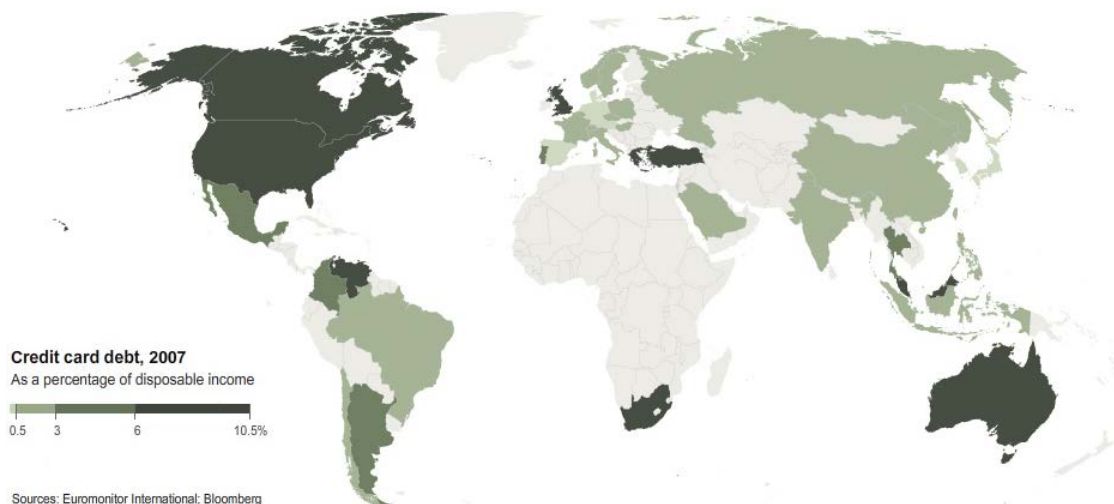 Credit card debt, 2007
As a percentage of disposable income
0.5 3 6 10.5%
Sources: Euromonitor International; Bloomberg